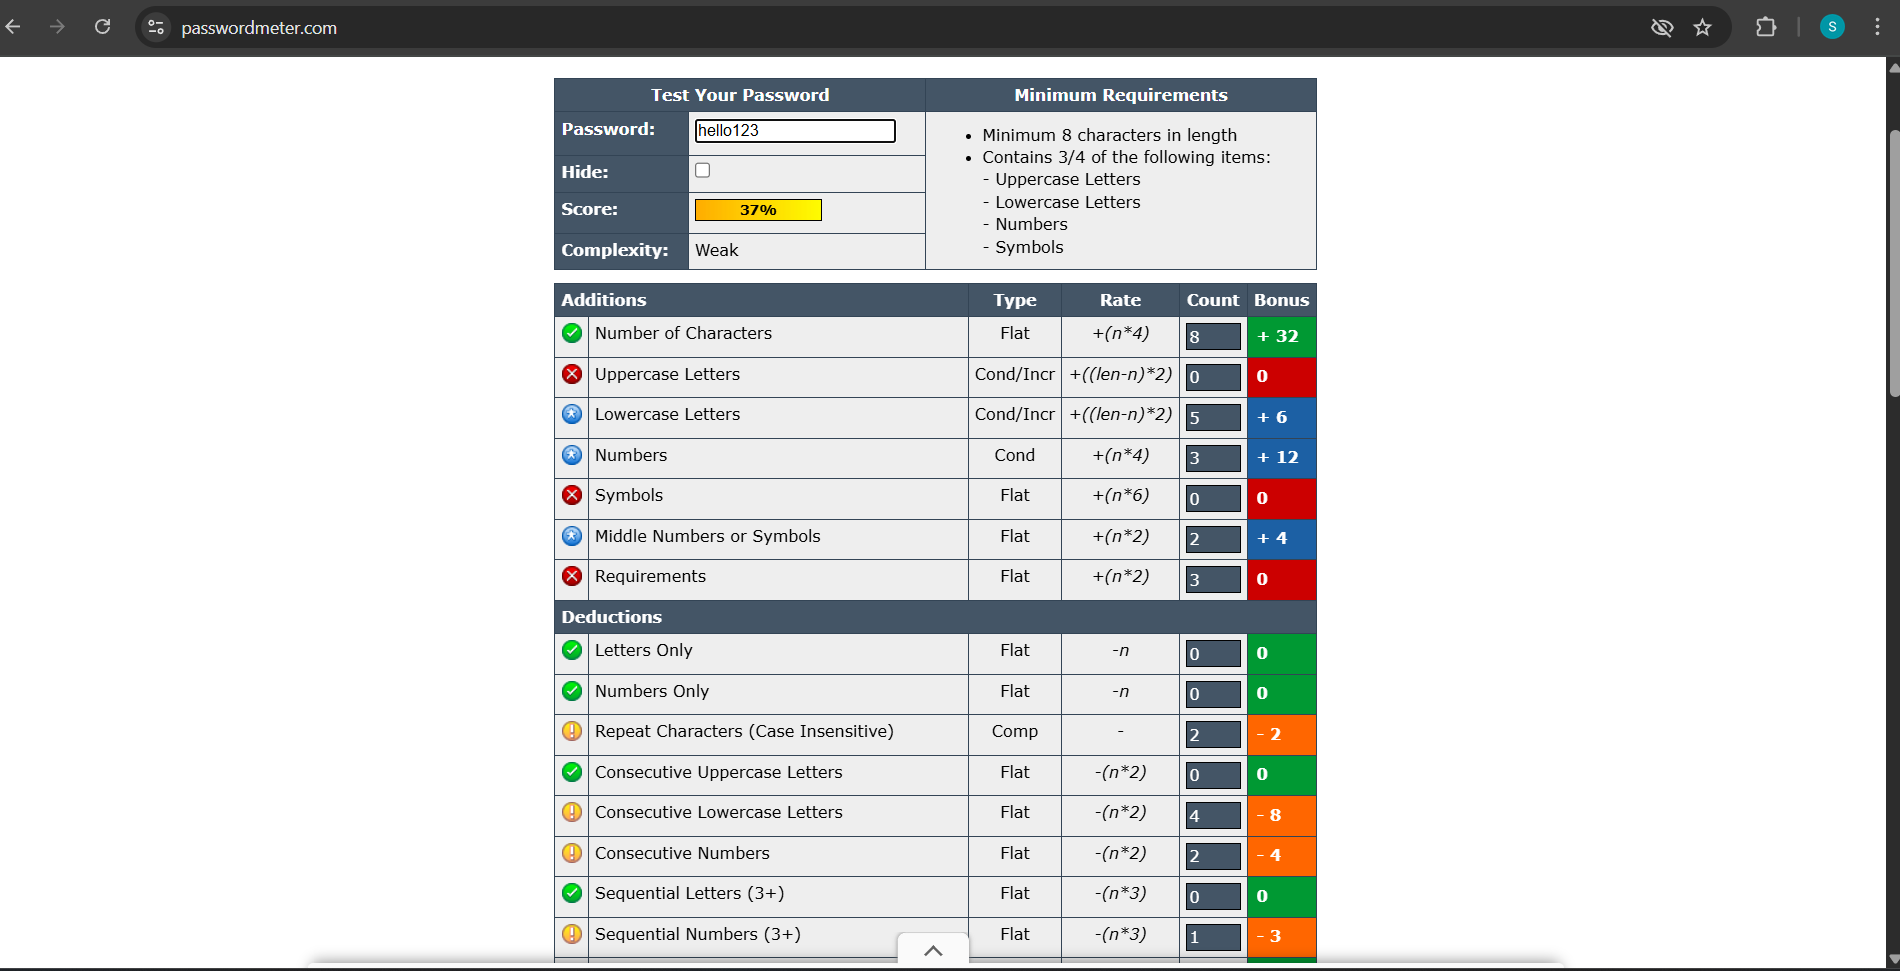 passwordmeter.com
S
Test Your Password Minimum Requirements
Password: hello123
Hide:
Score: 37%
Complexity: Weak
• Minimum 8 characters in length
• Contains 3/4 of the following items:
- Uppercase Letters
- Lowercase Letters
- Numbers
- Symbols
Additions Type Rate Count Bonus
Number of Characters Flat +(n*4) 8 + 32
Uppercase Letters Cond/Incr +((len-n)*2) 0 0
Lowercase Letters Cond/Incr +((len-n)*2) 5 + 6
Numbers Cond +(n*4) 3 + 12
Symbols Flat +(n*6) 0 0
Middle Numbers or Symbols Flat +(n*2) 2 + 4
Requirements Flat +(n*2) 3 0
Deductions
Letters Only Flat -n 0 0
Numbers Only Flat -n 0 0
Repeat Characters (Case Insensitive) Comp - 2 - 2
Consecutive Uppercase Letters Flat -(n*2) 0 0
Consecutive Lowercase Letters Flat -(n*2) 4 - 8
Consecutive Numbers Flat -(n*2) 2 - 4
Sequential Letters (3+) Flat -(n*3) 0 0
Sequential Numbers (3+) Flat -(n*3) 1 - 3